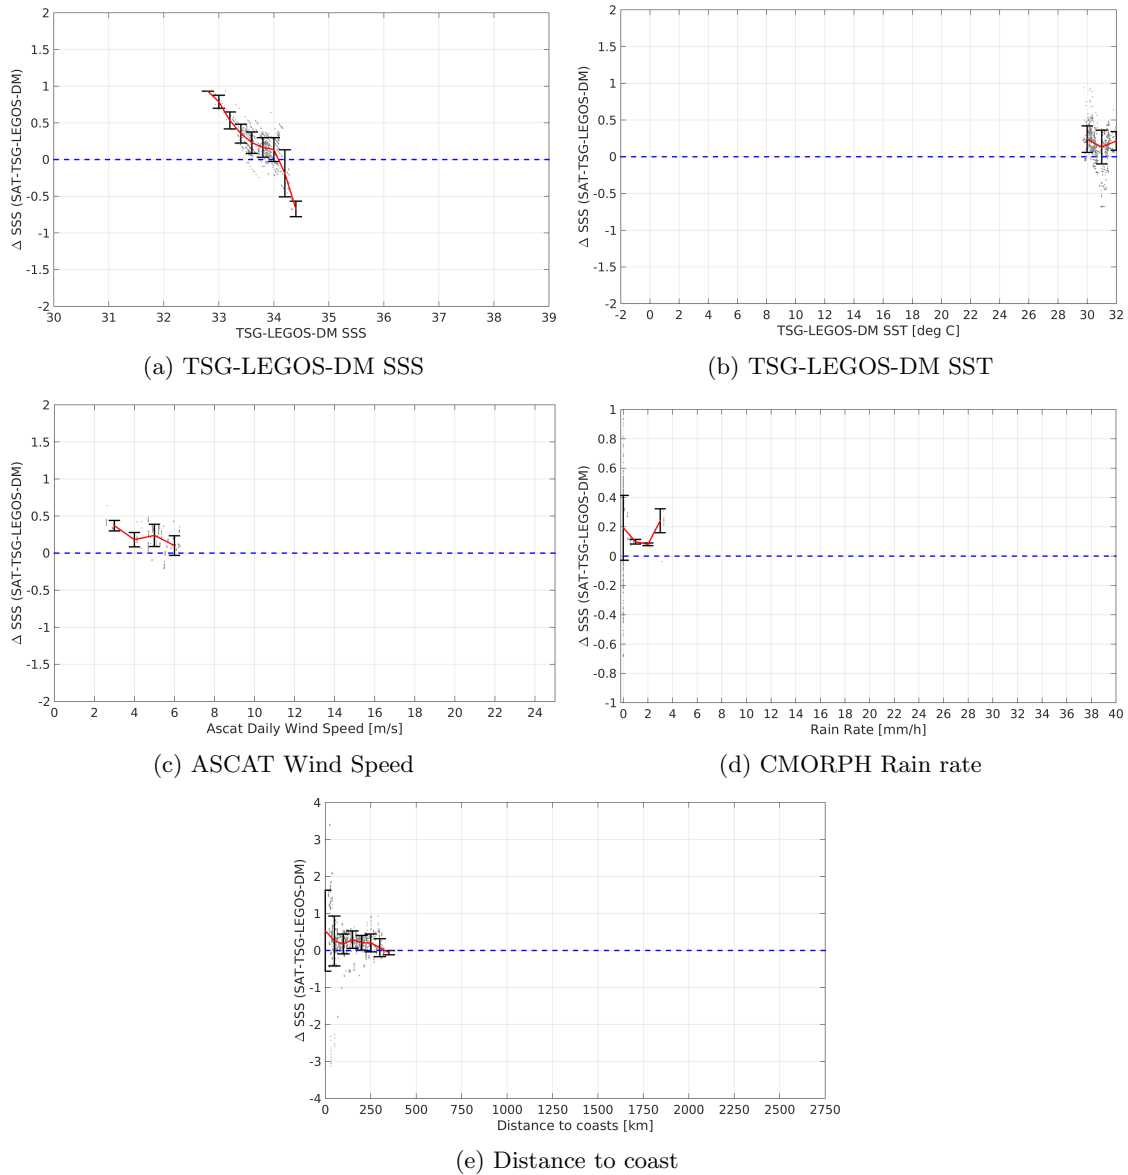 2
1.5
1
0.5
0
-0.5
-1
-1.5
-2
Δ SSS (SAT-TSG-LEGOS-DM)
30 31 32 33 34 35 36 37 38 39
TSG-LEGOS-DM SSS
(a) TSG-LEGOS-DM SSS
2
1.5
1
0.5
0
-0.5
-1
-1.5
-2
Δ SSS (SAT-TSG-LEGOS-DM)
-2 0 2 4 6 8 10 12 14 16 18 20 22 24 26 28 30 32
TSG-LEGOS-DM SST [deg C]
(b) TSG-LEGOS-DM SST
2
1.5
1
0.5
0
-0.5
-1
-1.5
-2
Δ SSS (SAT-TSG-LEGOS-DM)
0 2 4 6 8 10 12 14 16 18 20 22 24
Ascat Daily Wind Speed [m/s]
(c) ASCAT Wind Speed
1
0.8
0.6
0.4
0.2
0
-0.2
-0.4
-0.6
-0.8
-1
Δ SSS (SAT-TSG-LEGOS-DM)
0 2 4 6 8 10 12 14 16 18 20 22 24 26 28 30 32 34 36 38 40
Rain Rate [mm/h]
(d) CMORPH Rain rate
4
3
2
1
0
-1
-2
-3
-4
Δ SSS (SAT-TSG-LEGOS-DM)
0 250 500 750 1000 1250 1500 1750 2000 2250 2500 2750
Distance to coasts [km]
(e) Distance to coast